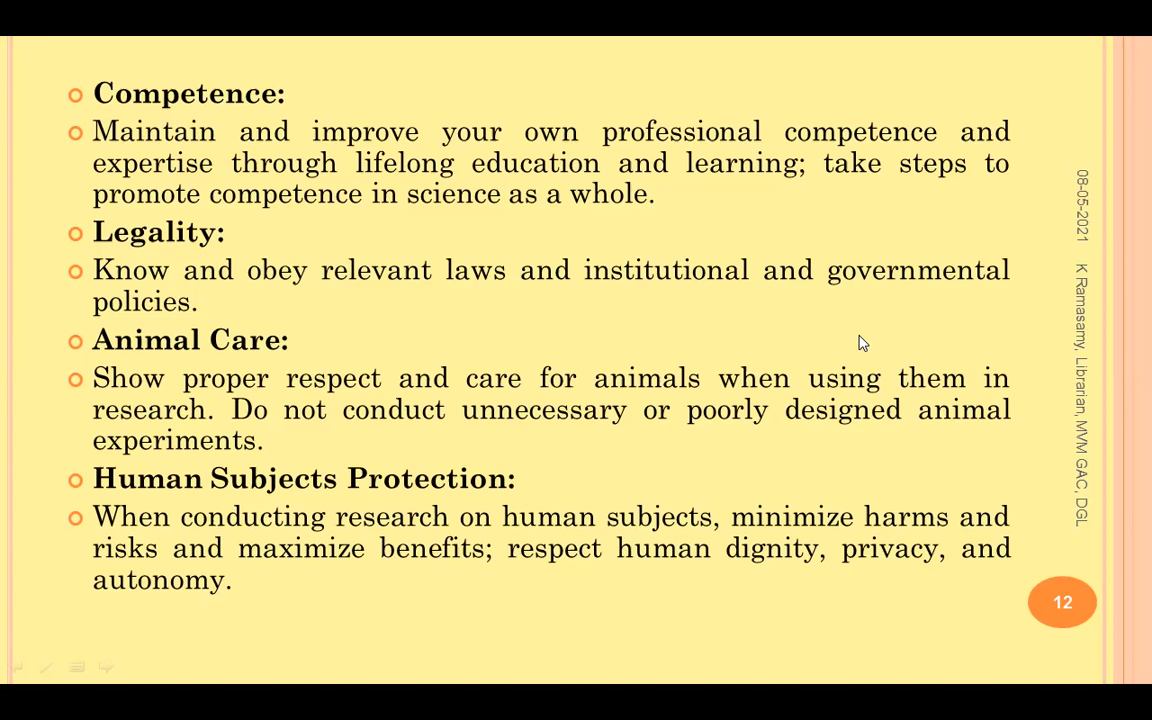 Competence:
Maintain and improve your own professional competence and
expertise through lifelong education and learning; take steps to
promote competence in science as a whole.
Legality:
Know and obey relevant laws and institutional and governmental
policies.
Animal Care:
Show proper respect and care for animals when using them in
research. Do not conduct unnecessary or poorly designed animal
experiments.
Human Subjects Protection:
When conducting research on human subjects, minimize harms and
risks and maximize benefits; respect human dignity, privacy, and
autonomy.
08-05-2021 K Ramasamy, Librarian, MVM GAC, DGL
12